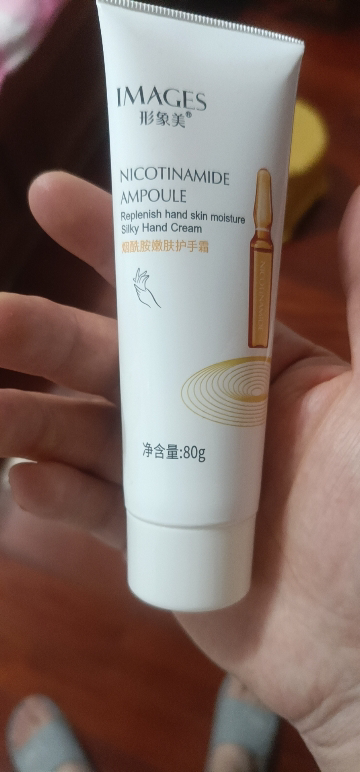 IMAGES
形象美®
NICOTINAMIDE
AMPOULE
Replenish hand skin moisture
Silky Hand Cream
烟酰胺嫩肤护手霜
净含量:80g